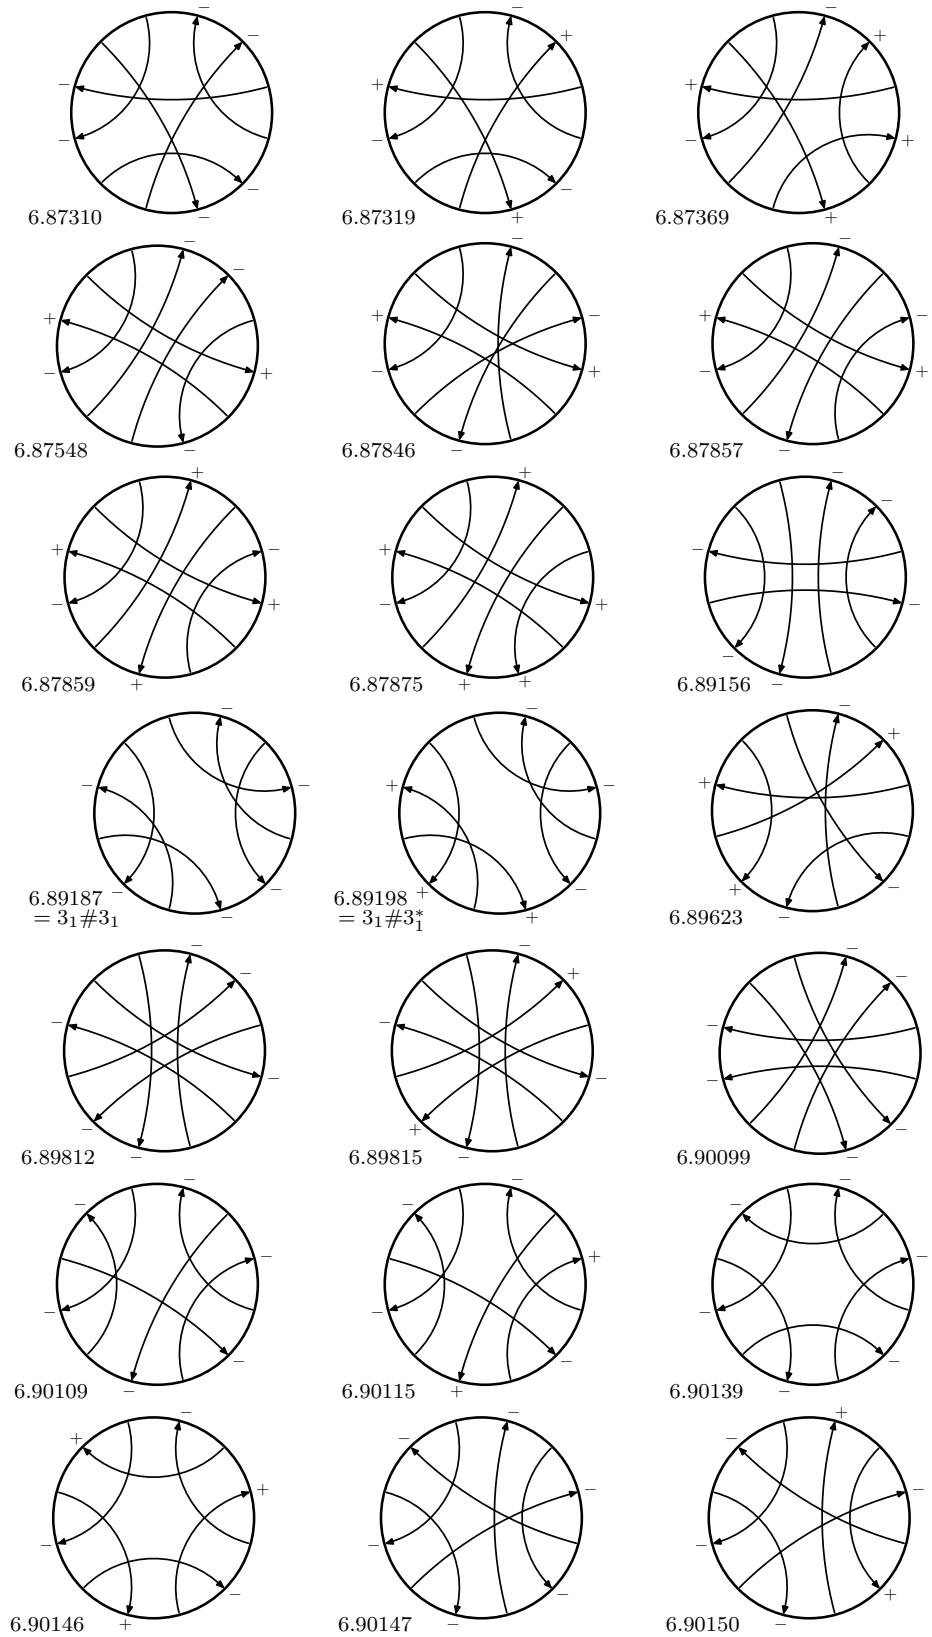 − − − −
− − −
6.87310
− + + −
− +
6.87319
− + + −
+ +
6.87369
− − + −
+ −
6.87548
− + − −
+ −
6.87846
− + − −
+ −
6.87857
+ + − −
+ +
6.87859
+ + − +
+ +
6.87875
− − − −
− −
6.89156
− − − −
− −
6.89187
= 3₁#3₁
− + − +
− +
6.89198
= 3₁#3₁*
− + + +
− −
6.89623
− − − −
− −
6.89812
− + − −
+ −
6.89815
− − − −
− −
6.90099
− − − −
− −
6.90109
− − + −
− +
6.90115
− − − −
− −
6.90139
− + + −
− +
6.90146
− − − −
− −
6.90147
+ − − −
+ −
6.90150